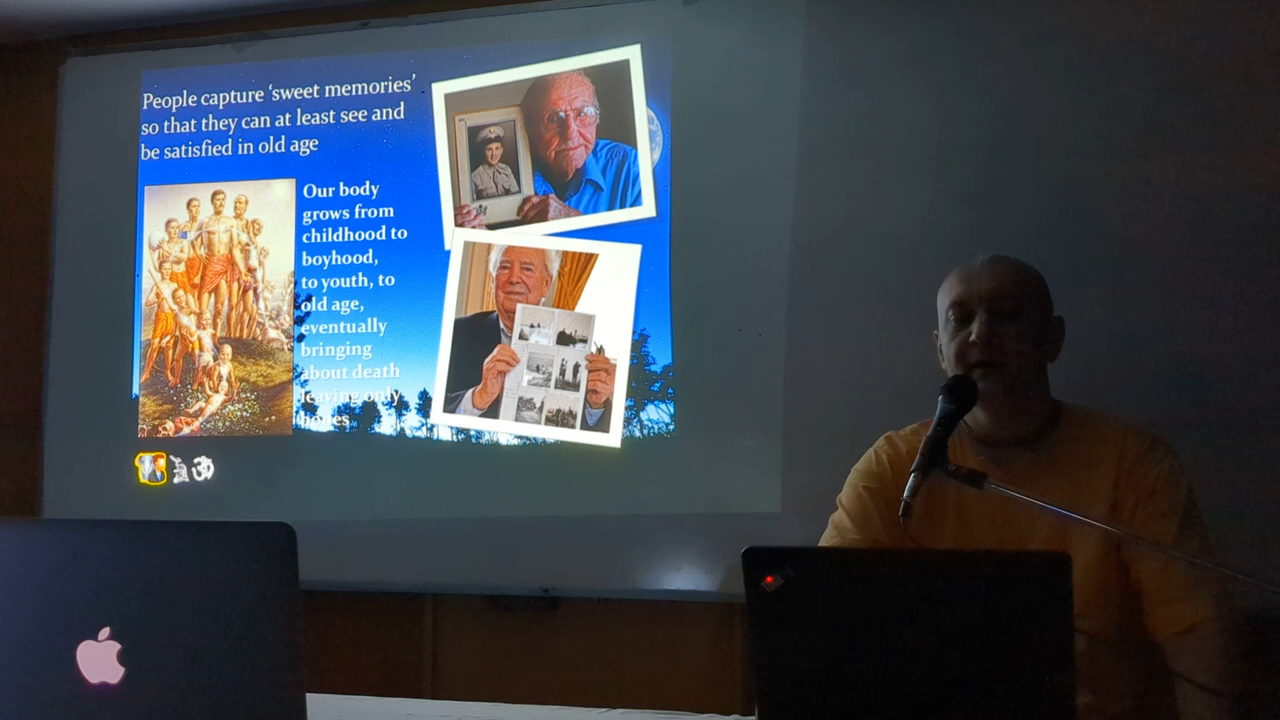 People capture ‘sweet memories’
so that they can at least see and
be satisfied in old age
Our body
grows from
childhood to
boyhood,
to youth, to
old age,
eventually
bringing
about death
leaving only
bones
ॐ